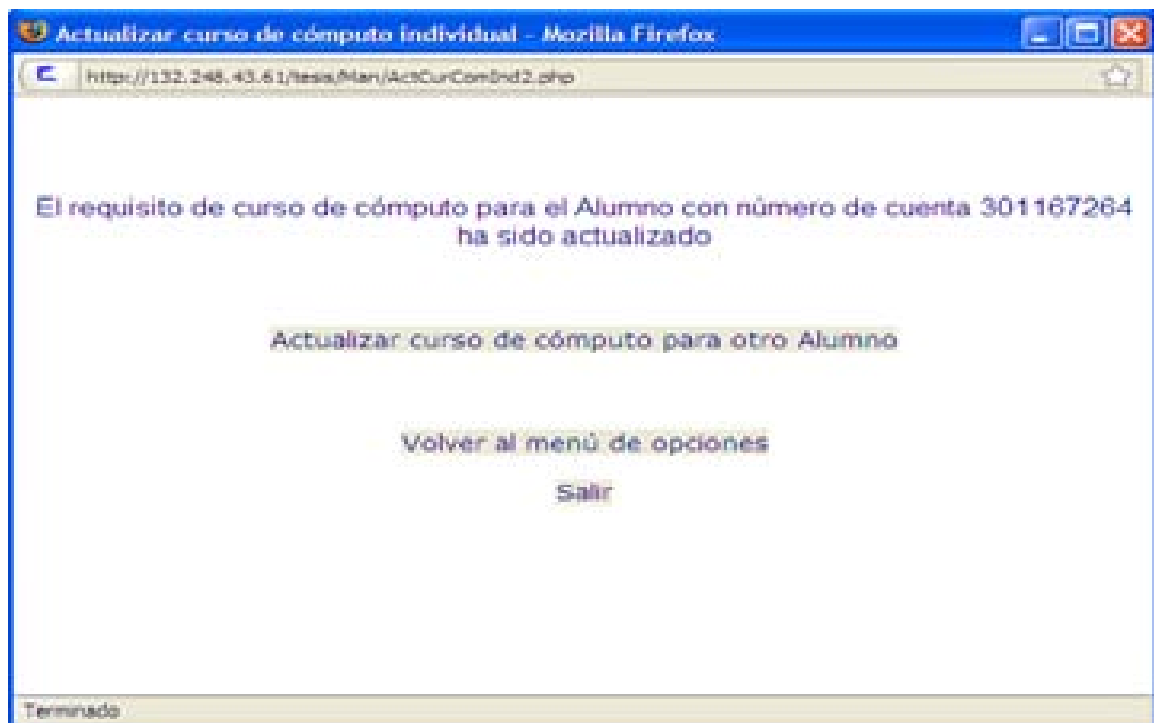 Actualizar curso de cómputo individual - Mozilla Firefox
http://132.248.43.61/tesis/Man/ActCurComInd2.php
El requisito de curso de cómputo para el Alumno con número de cuenta 301167264
ha sido actualizado
Actualizar curso de cómputo para otro Alumno
Volver al menú de opciones
Salir
Terminado